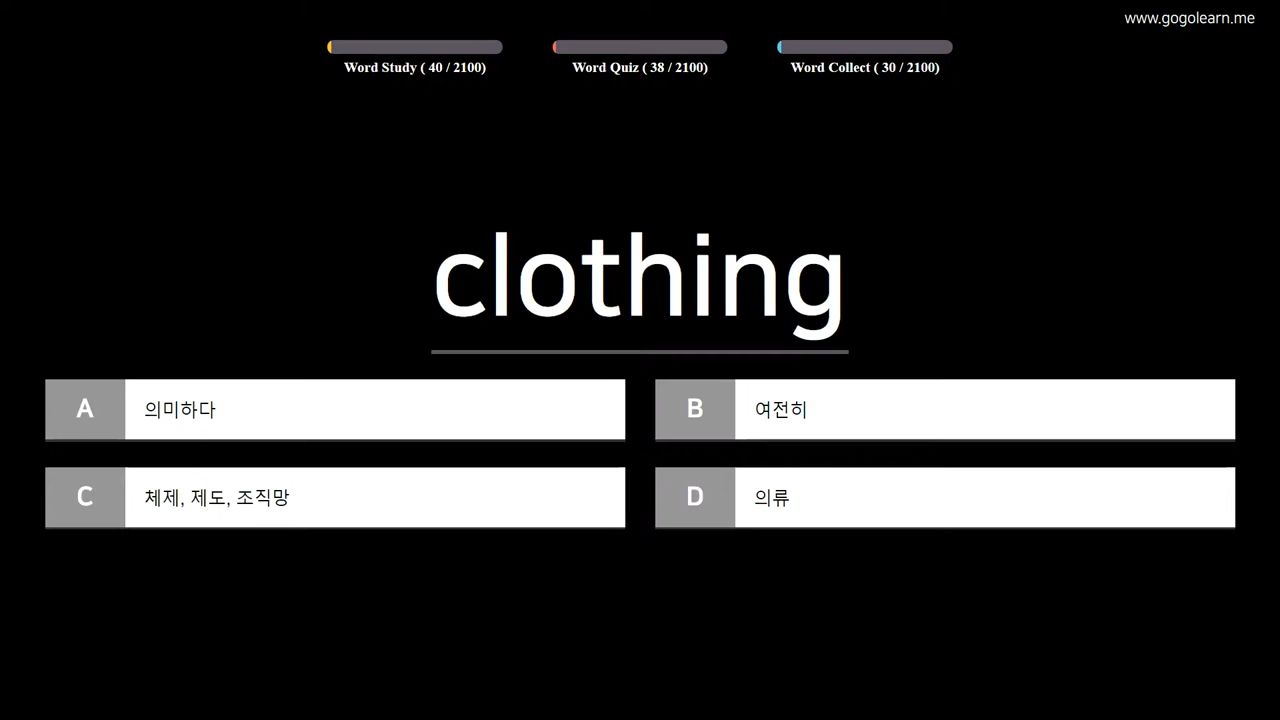 www.gogolearn.me
Word Study ( 40 / 2100)
Word Quiz ( 38 / 2100)
Word Collect ( 30 / 2100)
clothing
A 의미하다
B 여전히
C 체제, 제도, 조직망
D 의류